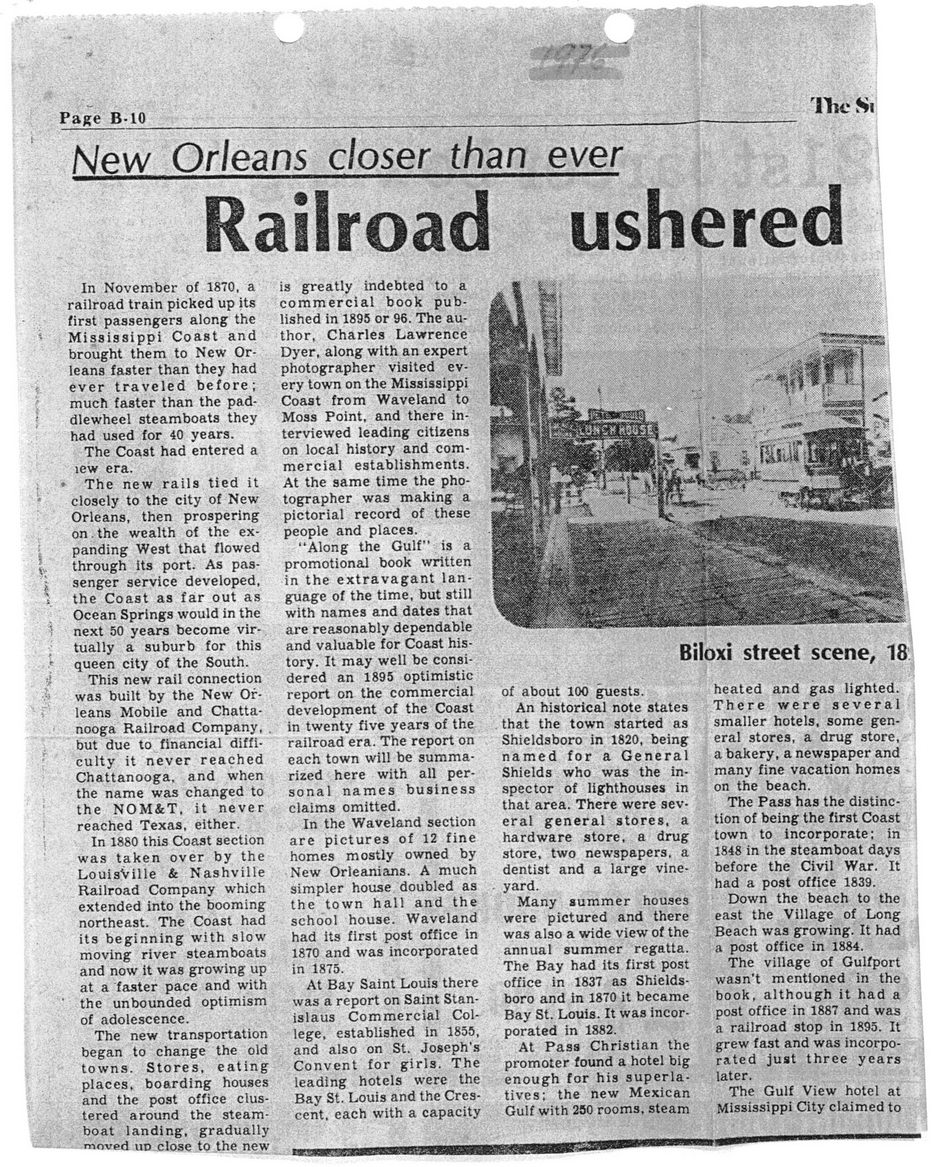 1976
Page B-10
The Su
New Orleans closer than ever
Railroad ushered
In November of 1870, a
railroad train picked up its
first passengers along the
Mississippi Coast and
brought them to New Or-
leans faster than they had
ever traveled before;
much faster than the pad-
dlewheel steamboats they
had used for 40 years.
The Coast had entered a
new era.
The new rails tied it
closely to the city of New
Orleans, then prospering
on the wealth of the ex-
panding West that flowed
through its port. As pas-
senger service developed,
the Coast as far out as
Ocean Springs would in the
next 50 years become vir-
tually a suburb for this
queen city of the South.
This new rail connection
was built by the New Or-
leans Mobile and Chatta-
nooga Railroad Company,
but due to financial diffi-
culty it never reached
Chattanooga, and when
the name was changed to
the NOM&T, it never
reached Texas, either.
In 1880 this Coast section
was taken over by the
Louisville & Nashville
Railroad Company which
extended into the booming
northeast. The Coast had
its beginning with slow
moving river steamboats
and now it was growing up
at a faster pace and with
the unbounded optimism
of adolescence.
The new transportation
began to change the old
towns. Stores, eating
places, boarding houses
and the post office clus-
tered around the steam-
boat landing, gradually
moved up close to the new
is greatly indebted to a
commercial book pub-
lished in 1895 or 96. The au-
thor, Charles Lawrence
Dyer, along with an expert
photographer visited ev-
ery town on the Mississippi
Coast from Waveland to
Moss Point, and there in-
terviewed leading citizens
on local history and com-
mercial establishments.
At the same time the pho-
tographer was making a
pictorial record of these
people and places.
"Along the Gulf" is a
promotional book written
in the extravagant lan-
guage of the time, but still
with names and dates that
are reasonably dependable
and valuable for Coast his-
tory. It may well be consi-
dered an 1895 optimistic
report on the commercial
development of the Coast
in twenty five years of the
railroad era. The report on
each town will be summa-
rized here with all per-
sonal names business
claims omitted.
In the Waveland section
are pictures of 12 fine
homes mostly owned by
New Orleanians. A much
simpler house doubled as
the town hall and the
school house. Waveland
had its first post office in
1870 and was incorporated
in 1875.
At Bay Saint Louis there
was a report on Saint Stan-
islaus Commercial Col-
lege, established in 1855,
and also on St. Joseph's
Convent for girls. The
leading hotels were the
Bay St. Louis and the Cres-
cent, each with a capacity
LUNCH HOUSE
Biloxi street scene, 18
of about 100 guests.
An historical note states
that the town started as
Shieldsboro in 1820, being
named for a General
Shields who was the in-
spector of lighthouses in
that area. There were sev-
eral general stores, a
hardware store, a drug
store, two newspapers, a
dentist and a large vine-
yard.
Many summer houses
were pictured and there
was also a wide view of the
annual summer regatta.
The Bay had its first post
office in 1837 as Shields-
boro and in 1870 it became
Bay St. Louis. It was incor-
porated in 1882.
At Pass Christian the
promoter found a hotel big
enough for his superla-
tives; the new Mexican
Gulf with 250 rooms, steam
heated and gas lighted.
There were several
smaller hotels, some gen-
eral stores, a drug store,
a bakery, a newspaper and
many fine vacation homes
on the beach.
The Pass has the distinc-
tion of being the first Coast
town to incorporate; in
1848 in the steamboat days
before the Civil War. It
had a post office 1839.
Down the beach to the
east the Village of Long
Beach was growing. It had
a post office in 1884.
The village of Gulfport
wasn't mentioned in the
book, although it had a
post office in 1887 and was
a railroad stop in 1895. It
grew fast and was incorpo-
rated just three years
later.
The Gulf View hotel at
Mississippi City claimed to